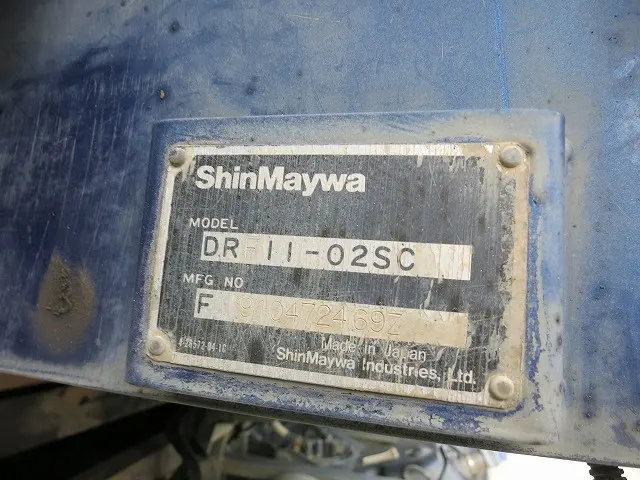 ShinMaywa
MODEL
DR-11-02SC
MFG NO
F
Made in Japan
ShinMaywa Industries, Ltd.